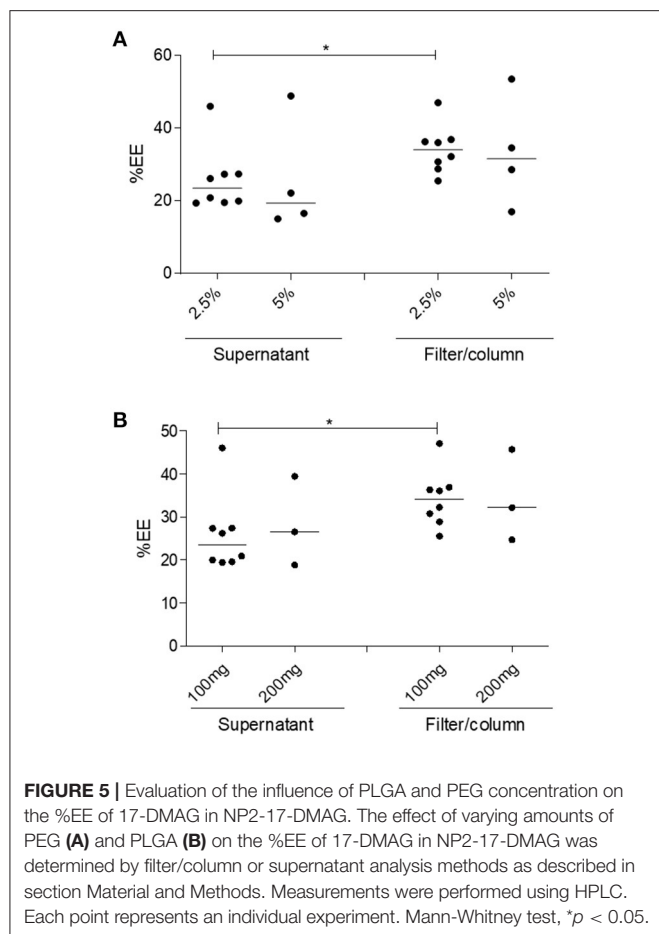 A
*
60
40
20
0
%EE
2.5%
5%
2.5%
5%
Supernatant
Filter/column
B
*
50
40
30
20
10
0
%EE
100mg
200mg
100mg
200mg
Supernatant
Filter/column
FIGURE 5 | Evaluation of the influence of PLGA and PEG concentration on
the %EE of 17-DMAG in NP2-17-DMAG. The effect of varying amounts of
PEG (A) and PLGA (B) on the %EE of 17-DMAG in NP2-17-DMAG was
determined by filter/column or supernatant analysis methods as described in
section Material and Methods. Measurements were performed using HPLC.
Each point represents an individual experiment. Mann-Whitney test, *p < 0.05.